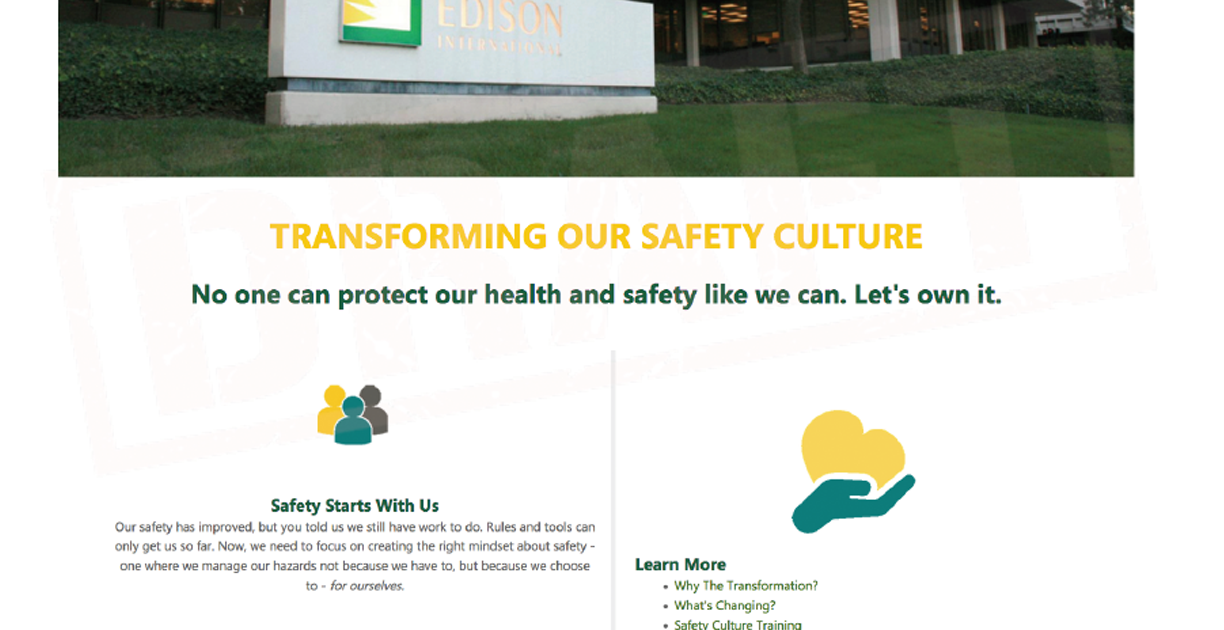 EDISON
INTERNATIONAL
DRAFT
TRANSFORMING OUR SAFETY CULTURE
No one can protect our health and safety like we can. Let's own it.
Safety Starts With Us
Our safety has improved, but you told us we still have work to do. Rules and tools can
only get us so far. Now, we need to focus on creating the right mindset about safety -
one where we manage our hazards not because we have to, but because we choose
to - for ourselves.
Learn More
• Why The Transformation?
• What's Changing?
• Safety Culture Training